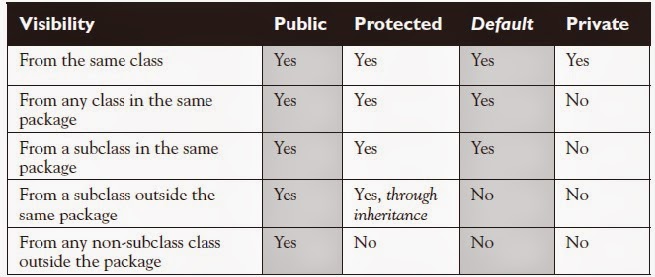 Visibility Public Protected Default Private
From the same class Yes Yes Yes Yes
From any class in the same Yes Yes Yes No
package
From a subclass in the same Yes Yes Yes No
package
From a subclass outside the Yes Yes, through No No
same package inheritance
From any non-subclass class Yes No No No
outside the package